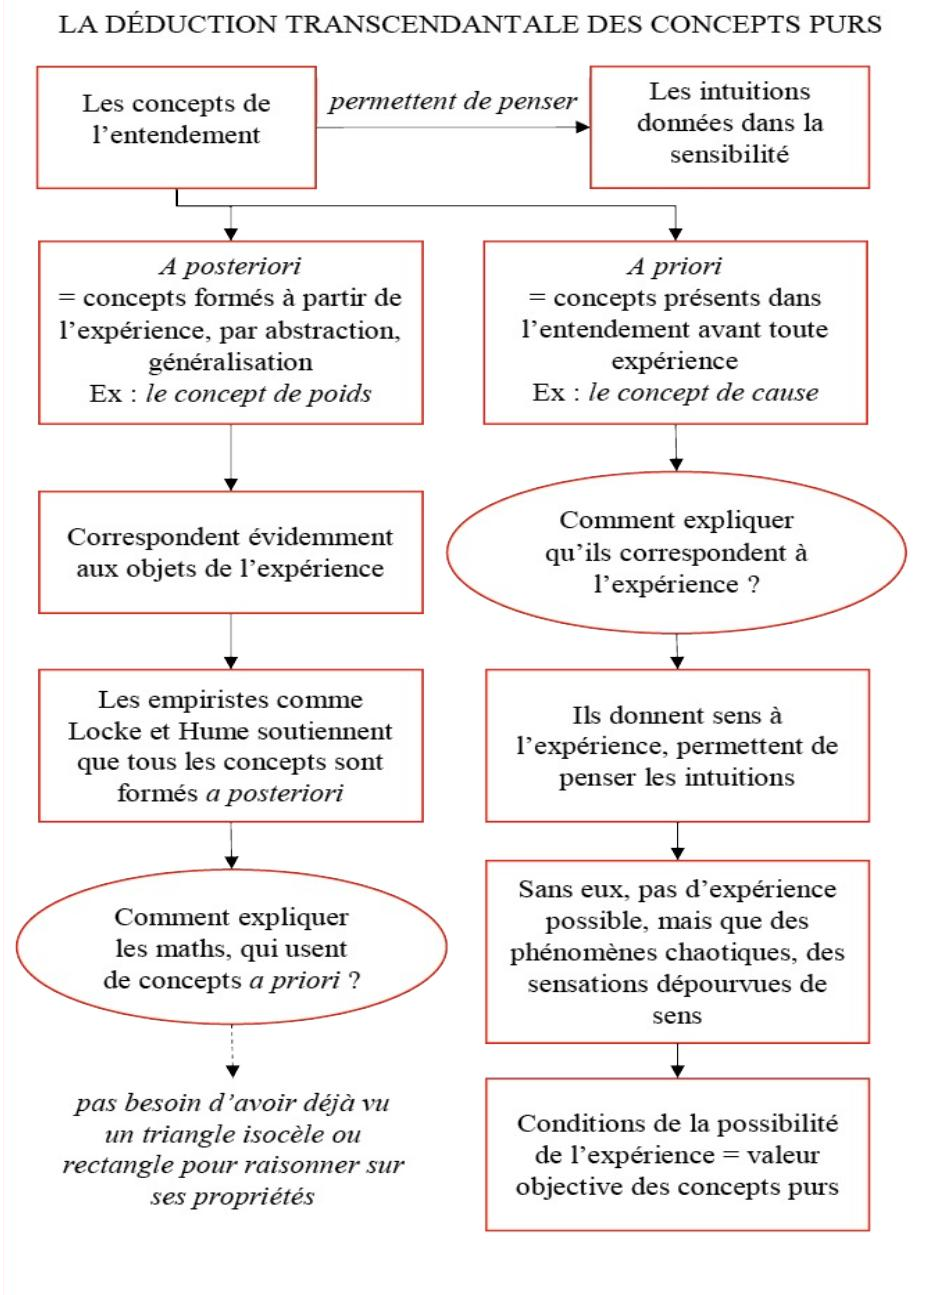 LA DÉDUCTION TRANSCENDANTALE DES CONCEPTS PURS
Les concepts de
l’entendement
permettent de penser
Les intuitions
données dans la
sensibilité
A posteriori
= concepts formés à partir de
l’expérience, par abstraction,
généralisation
Ex : le concept de poids
A priori
= concepts présents dans
l’entendement avant toute
expérience
Ex : le concept de cause
Correspondent évidemment
aux objets de l’expérience
Comment expliquer
qu’ils correspondent à
l’expérience ?
Les empiristes comme
Locke et Hume soutiennent
que tous les concepts sont
formés a posteriori
Ils donnent sens à
l’expérience, permettent de
penser les intuitions
Comment expliquer
les maths, qui usent
de concepts a priori ?
Sans eux, pas d’expérience
possible, mais que des
phénomènes chaotiques, des
sensations dépourvues de
sens
pas besoin d’avoir déjà vu
un triangle isocèle ou
rectangle pour raisonner sur
ses propriétés
Conditions de la possibilité
de l’expérience = valeur
objective des concepts purs